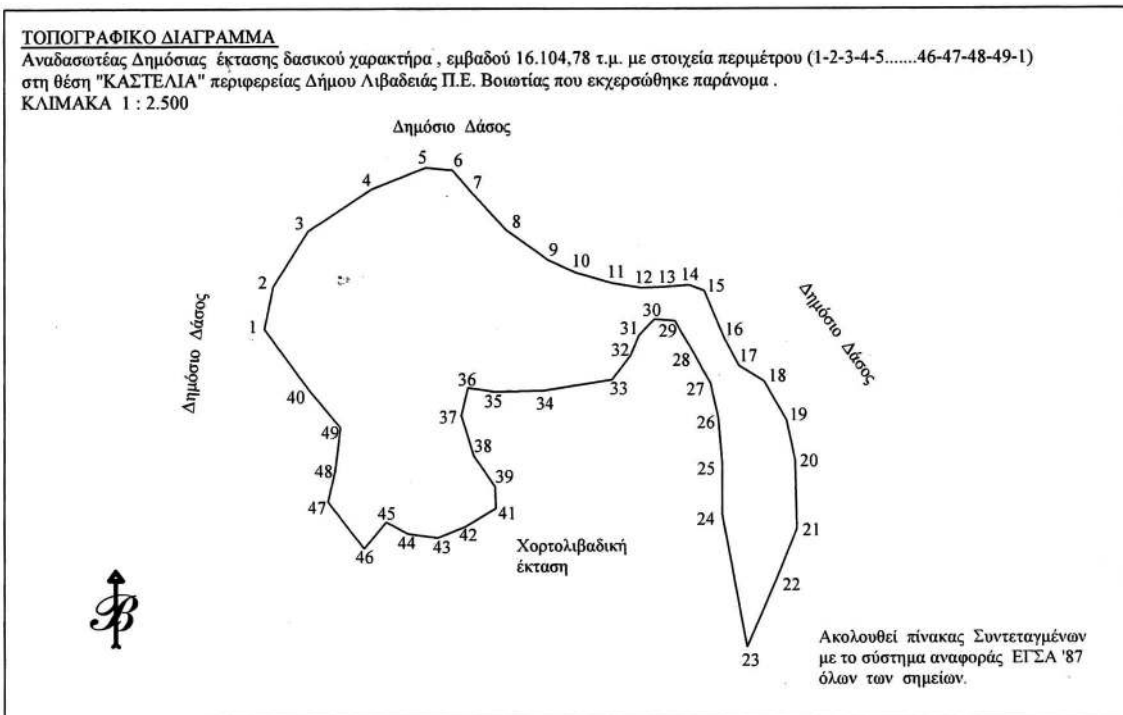 ΤΟΠΟΓΡΑΦΙΚΟ ΔΙΑΓΡΑΜΜΑ
Αναδασωτέας Δημόσιας έκτασης δασικού χαρακτήρα , εμβαδού 16.104,78 τ.μ. με στοιχεία περιμέτρου (1-2-3-4-5.......46-47-48-49-1)
στη θέση "ΚΑΣΤΕΛΙΑ" περιφερείας Δήμου Λιβαδειάς Π.Ε. Βοιωτίας που εκχερσώθηκε παράνομα .
ΚΛΙΜΑΚΑ 1 : 2.500
Δημόσιο Δάσος
5 6
4 7
3 8
9
10
2 11 12 13 14 15
Δημόσιο Δάσος
Δημόσιο Δάσος
1 31 30 29 16
32 28 17
36 35 34 33 27 18
40
37 26 19
49
38 25 20
48 39
47 45 41 24 21
46 44 43 42
Χορτολιβαδική
έκταση
22
Β
23
Ακολουθεί πίνακας Συντεταγμένων
με το σύστημα αναφοράς ΕΓΣΑ '87
όλων των σημείων.